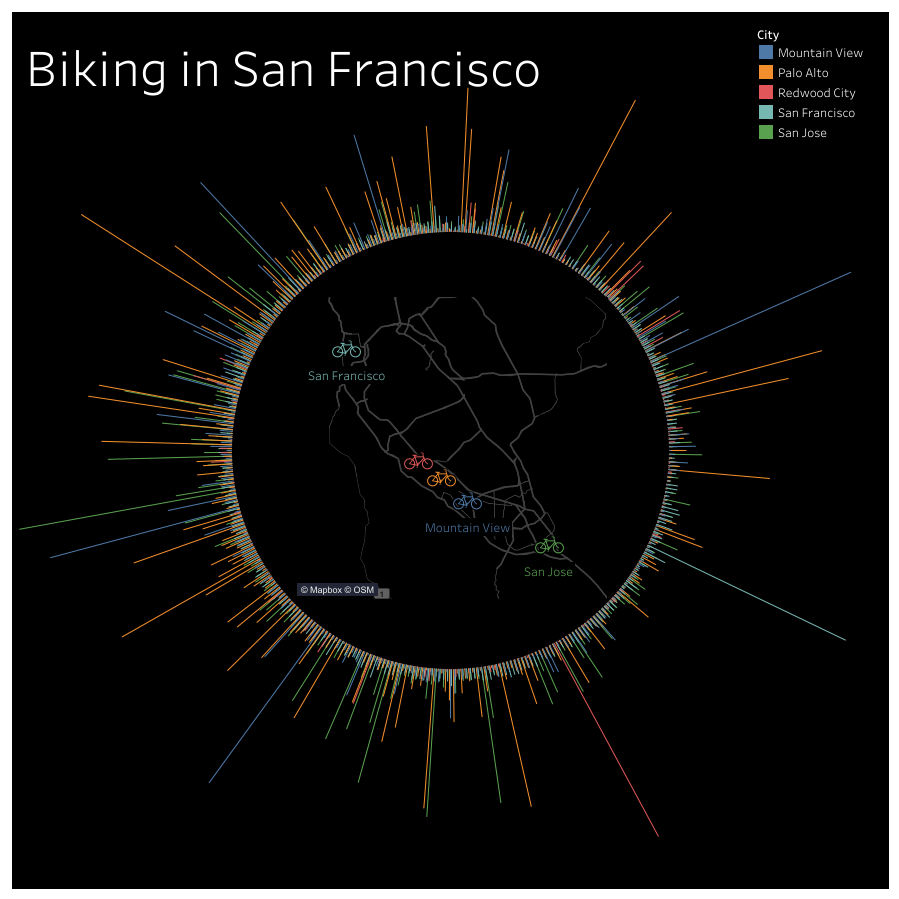 Biking in San Francisco
City
Mountain View
Palo Alto
Redwood City
San Francisco
San Jose
San Francisco
Mountain View
San Jose
© Mapbox © OSM
1